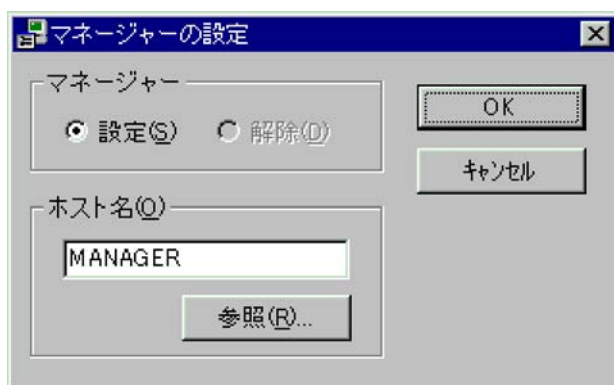 マネージャーの設定
マネージャー
設定(S)
解除(D)
OK
キャンセル
ホスト名(O)
MANAGER
参照(R)...